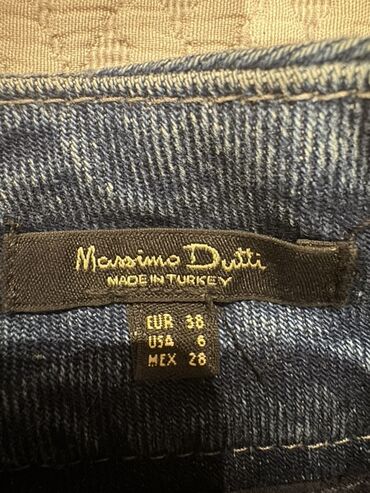 Massimo Dutti
MADE IN TURKEY
EUR 38
USA 6
MEX 28